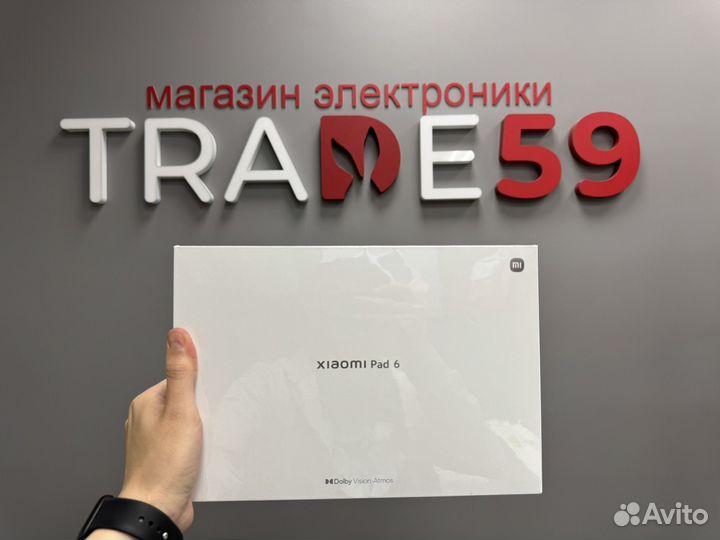 магазин электроники
TRADE59
mi
xiaomi Pad 6
Dolby Vision·Atmos
Avito